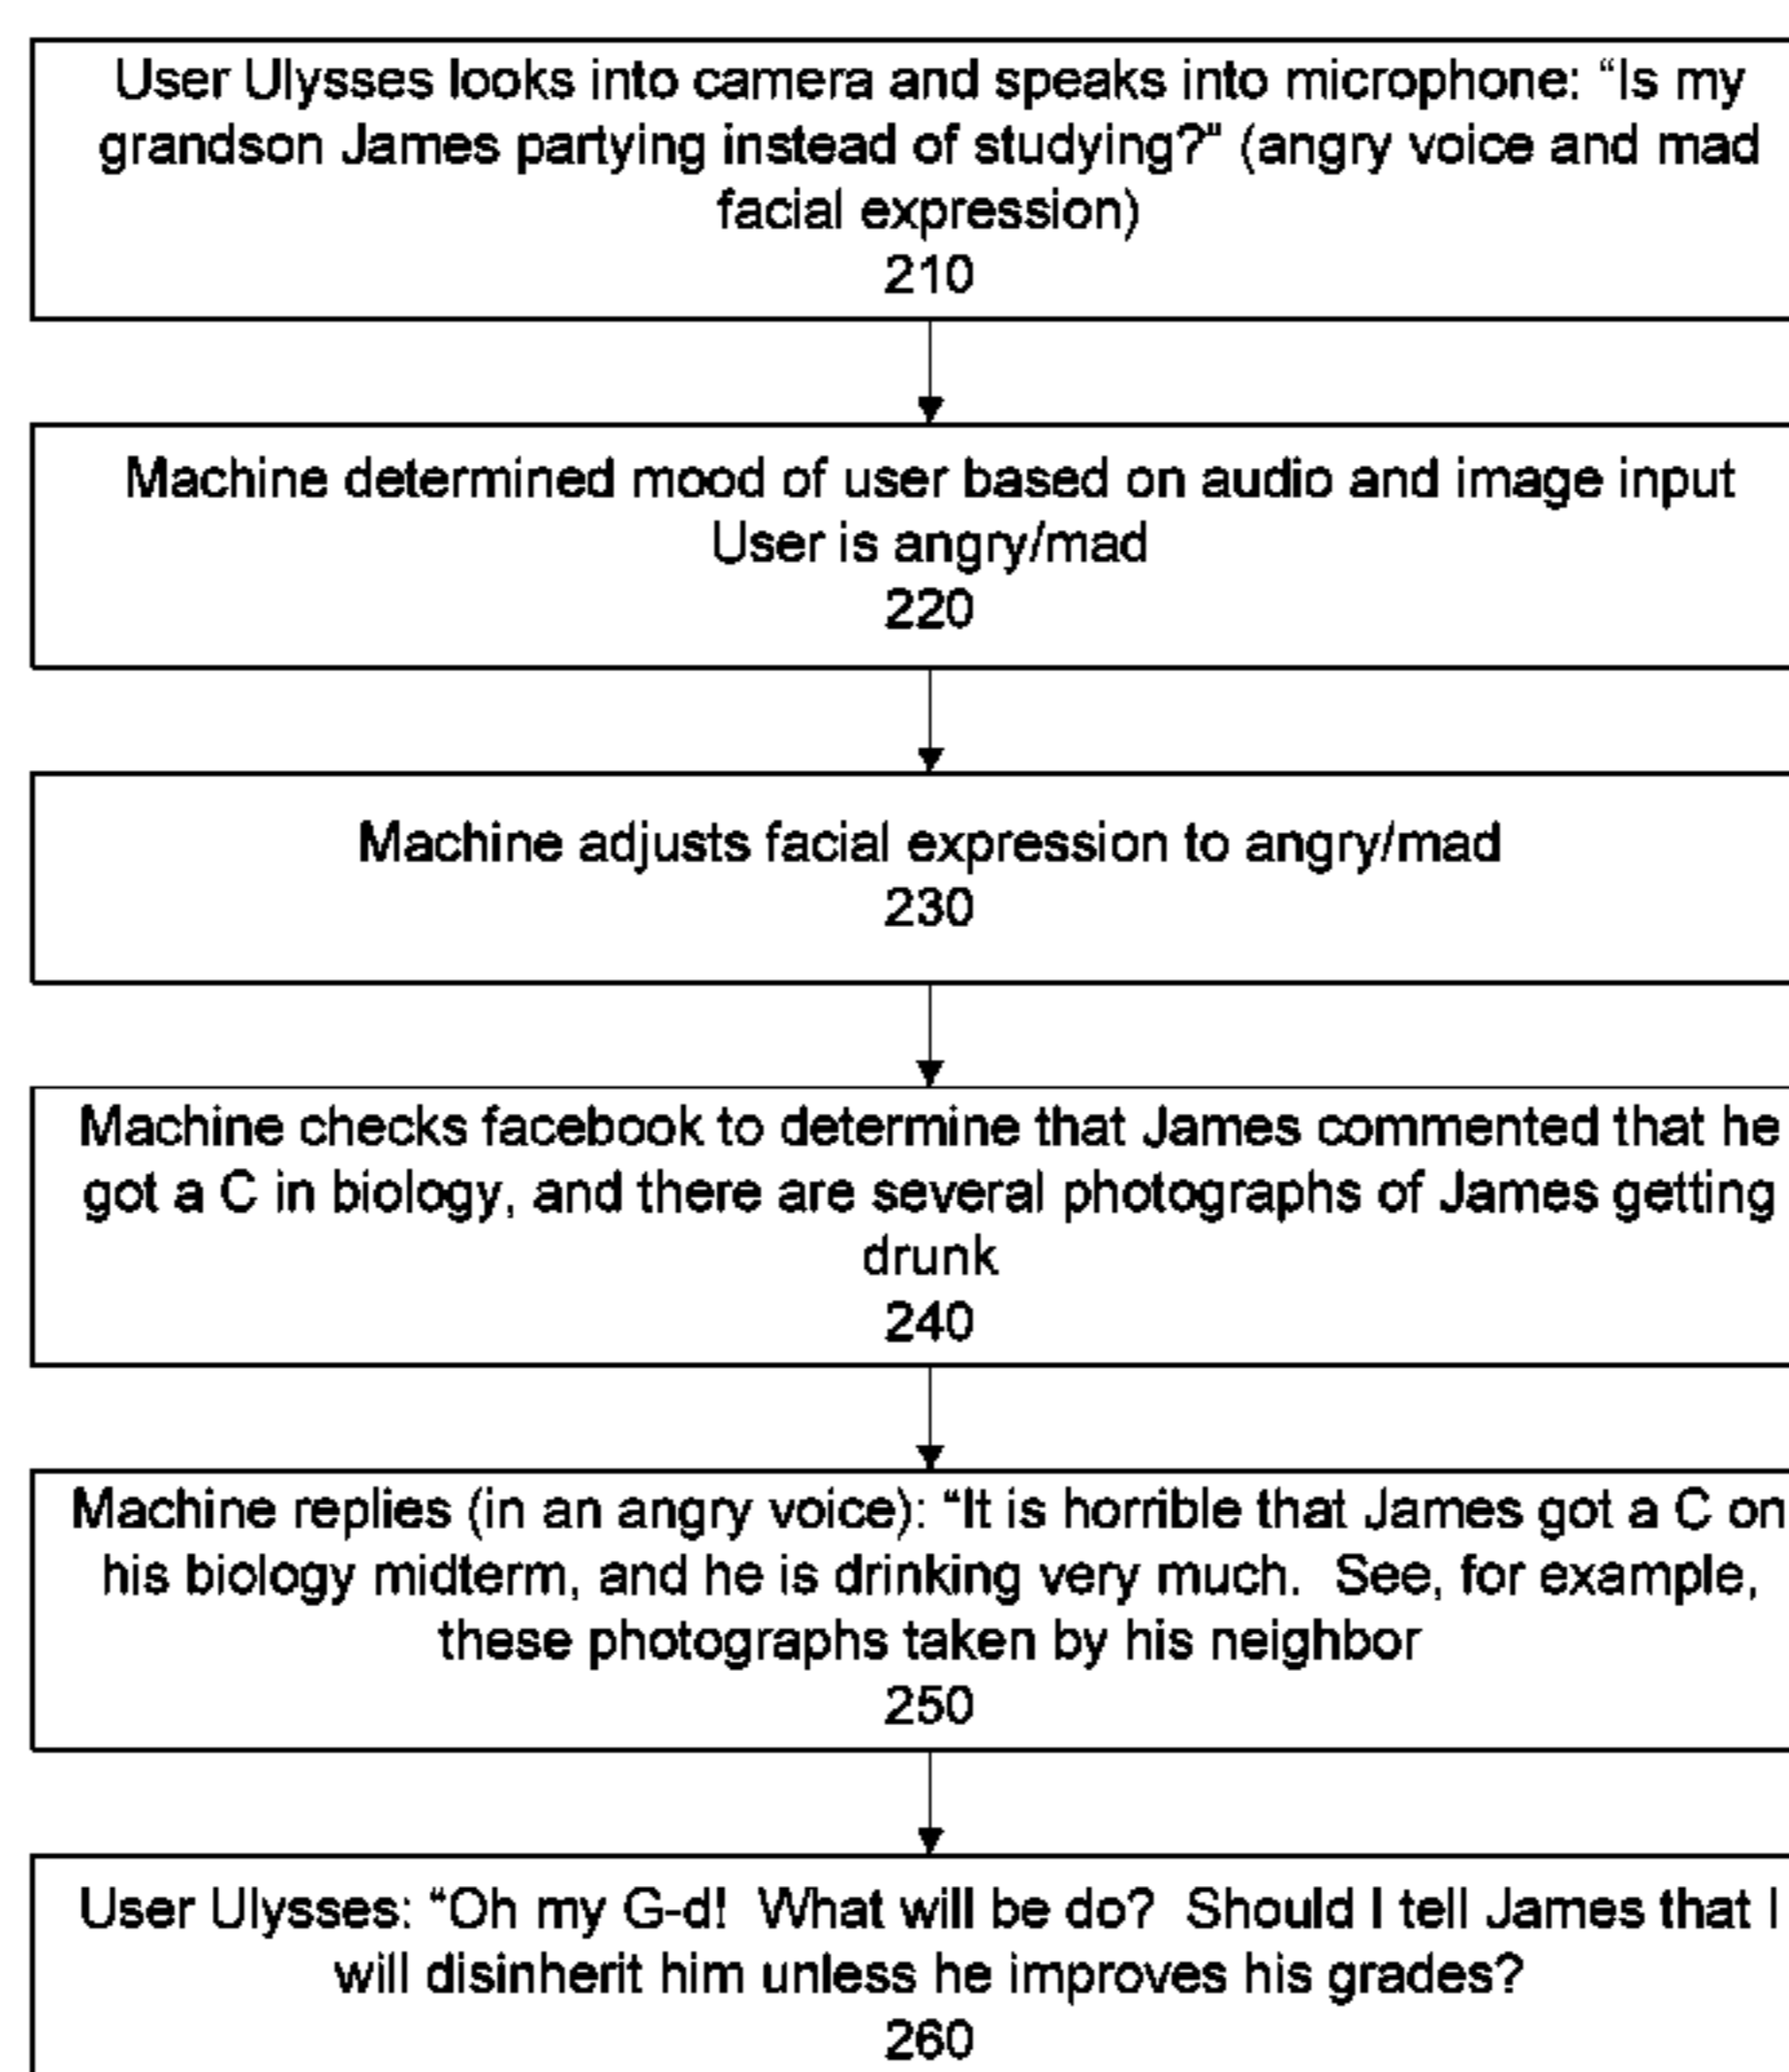 User Ulysses looks into camera and speaks into microphone: “Is my
grandson James partying instead of studying?” (angry voice and mad
facial expression)
210
Machine determined mood of user based on audio and image input
User is angry/mad
220
Machine adjusts facial expression to angry/mad
230
Machine checks facebook to determine that James commented that he
got a C in biology, and there are several photographs of James getting
drunk
240
Machine replies (in an angry voice): “It is horrible that James got a C on
his biology midterm, and he is drinking very much. See, for example,
these photographs taken by his neighbor
250
User Ulysses: “Oh my G-d! What will be do? Should I tell James that I
will disinherit him unless he improves his grades?
260